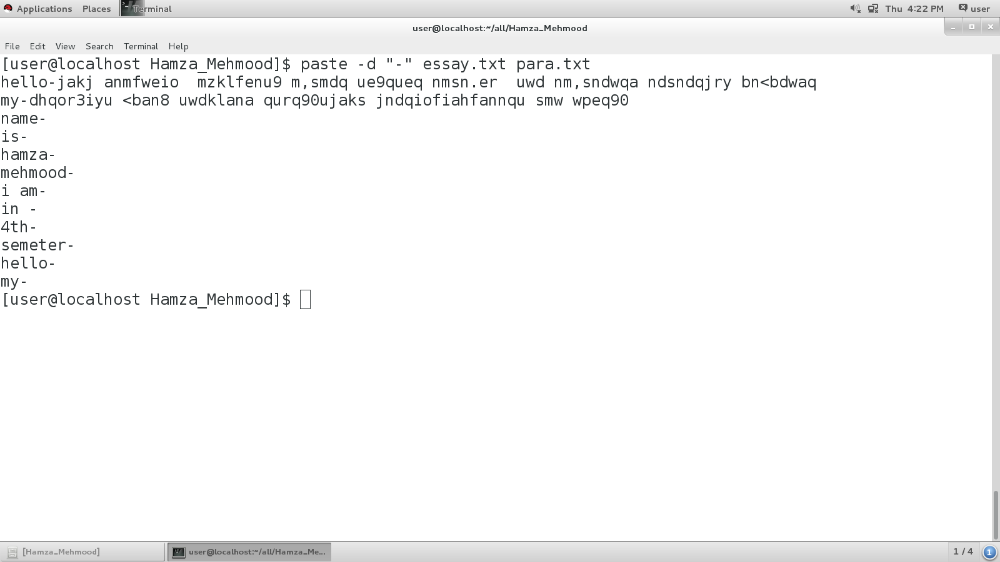 Applications Places Terminal Thu 4:22 PM user
user@localhost:~/all/Hamza_Mehmood
File Edit View Search Terminal Help
[user@localhost Hamza_Mehmood]$ paste -d "-" essay.txt para.txt
hello-jakj anmfweio  mzklfenu9 m,smdq ue9queq nmsn.er  uwd nm,sndwqa ndsndqjry bn<bdwaq
my-dhqor3iyu <ban8 uwdklana qurq90ujaks jndqiofiahfannqu smw wpeq90
name-
is-
hamza-
mehmood-
i am-
in -
4th-
semeter-
hello-
my-
[user@localhost Hamza_Mehmood]$
[Hamza_Mehmood] user@localhost:~/all/Hamza_Me... 1 / 4 1